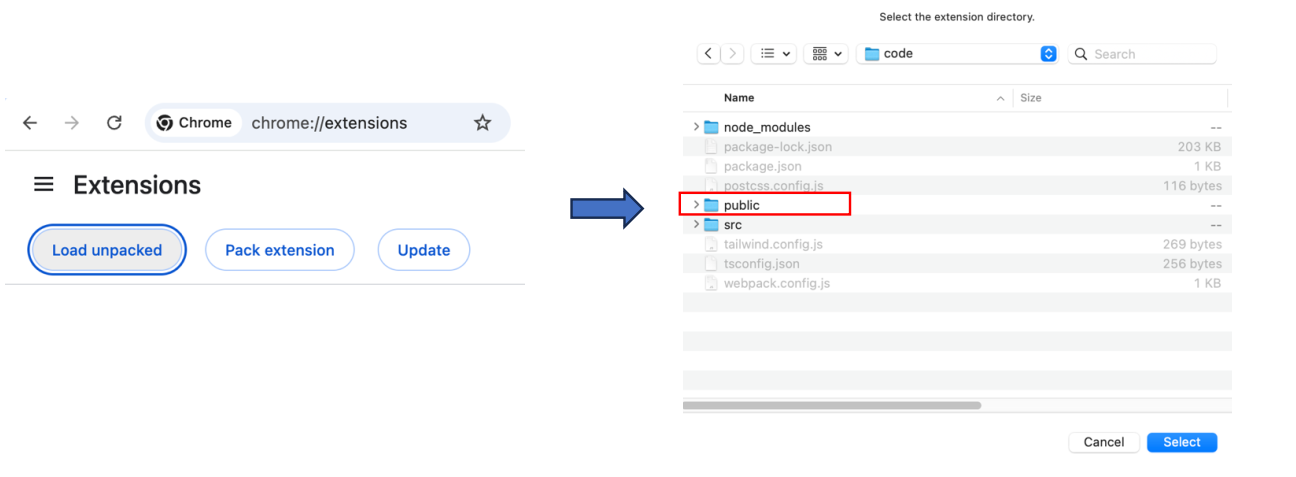 Chrome chrome://extensions
Extensions
Load unpacked Pack extension Update
Select the extension directory.
code Search
Name Size
node_modules --
package-lock.json 203 KB
package.json 1 KB
postcss.config.js 116 bytes
public --
src --
tailwind.config.js 269 bytes
tsconfig.json 256 bytes
webpack.config.js 1 KB
Cancel Select